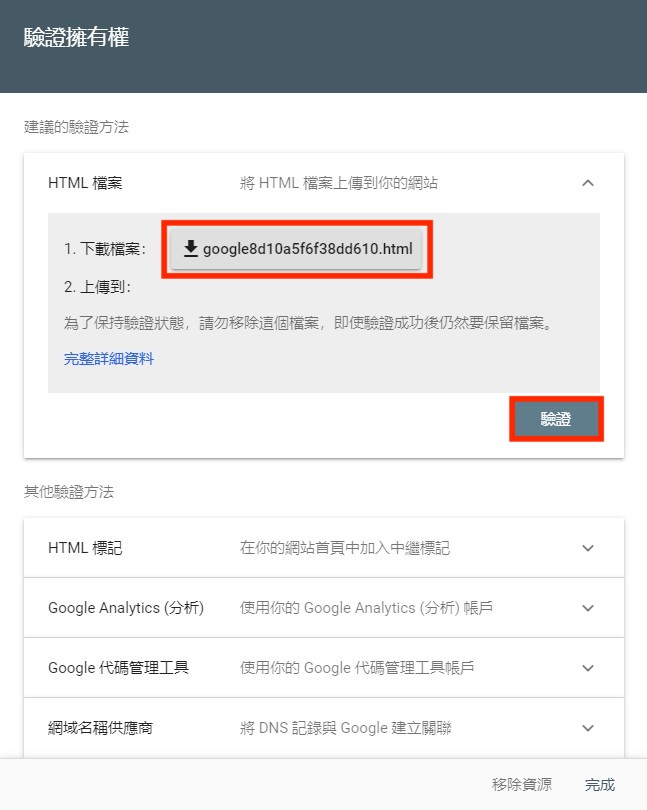 驗證擁有權
建議的驗證方法
HTML 檔案 將 HTML 檔案上傳到你的網站
1. 下載檔案： google8d10a5f6f38dd610.html
2. 上傳到：
為了保持驗證狀態，請勿移除這個檔案，即使驗證成功後仍然要保留檔案。
完整詳細資料
驗證
其他驗證方法
HTML 標記 在你的網站首頁中加入中繼標記
Google Analytics (分析) 使用你的 Google Analytics (分析) 帳戶
Google 代碼管理工具 使用你的 Google 代碼管理工具帳戶
網域名稱供應商 將 DNS 記錄與 Google 建立關聯
移除資源 完成